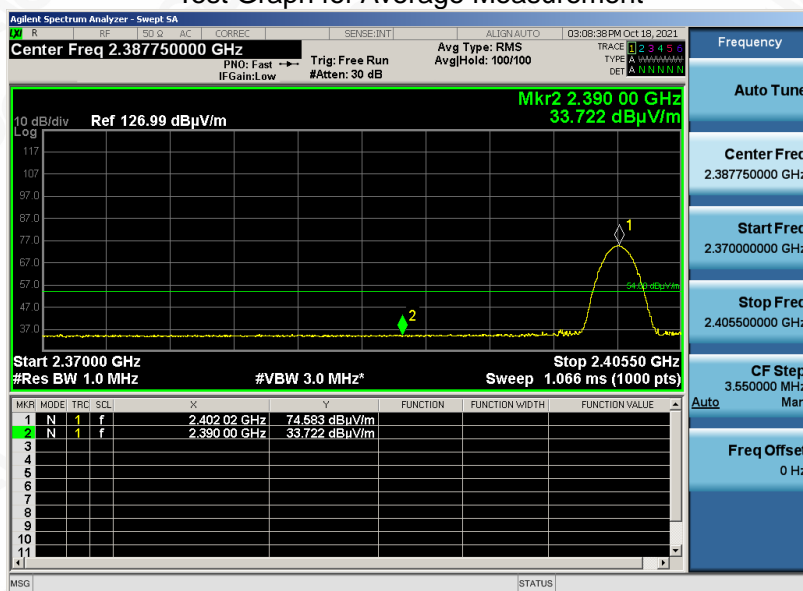 Test Graph for Average Measurement
Agilent Spectrum Analyzer - Swept SA
LXI R RF 50 Ω AC CORREC SENSE:INT ALIGN AUTO 03:08:38 PM Oct 18, 2021
Center Freq 2.387750000 GHz
PNO: Fast
IFGain:Low
Trig: Free Run
#Atten: 30 dB
Avg Type: RMS
Avg|Hold: 100/100
TRACE 1 2 3 4 5 6
TYPE A WWWWW
DET A N N N N N
Mkr2 2.390 00 GHz
33.722 dBµV/m
10 dB/div Ref 126.99 dBµV/m
Log
117
107
97.0
87.0
77.0
67.0
57.0
47.0
37.0
1
54.00 dBµV/m
2
Start 2.37000 GHz Stop 2.40550 GHz
#Res BW 1.0 MHz #VBW 3.0 MHz* Sweep 1.066 ms (1000 pts)
MKR MODE TRC SCL X Y FUNCTION FUNCTION WIDTH FUNCTION VALUE
1 N 1 f 2.402 02 GHz 74.583 dBµV/m
2 N 1 f 2.390 00 GHz 33.722 dBµV/m
3
4
5
6
7
8
9
10
11
MSG STATUS
Frequency
Auto Tune
Center Freq
2.387750000 GHz
Start Freq
2.370000000 GHz
Stop Freq
2.405500000 GHz
CF Step
3.550000 MHz
Auto Man
Freq Offset
0 Hz